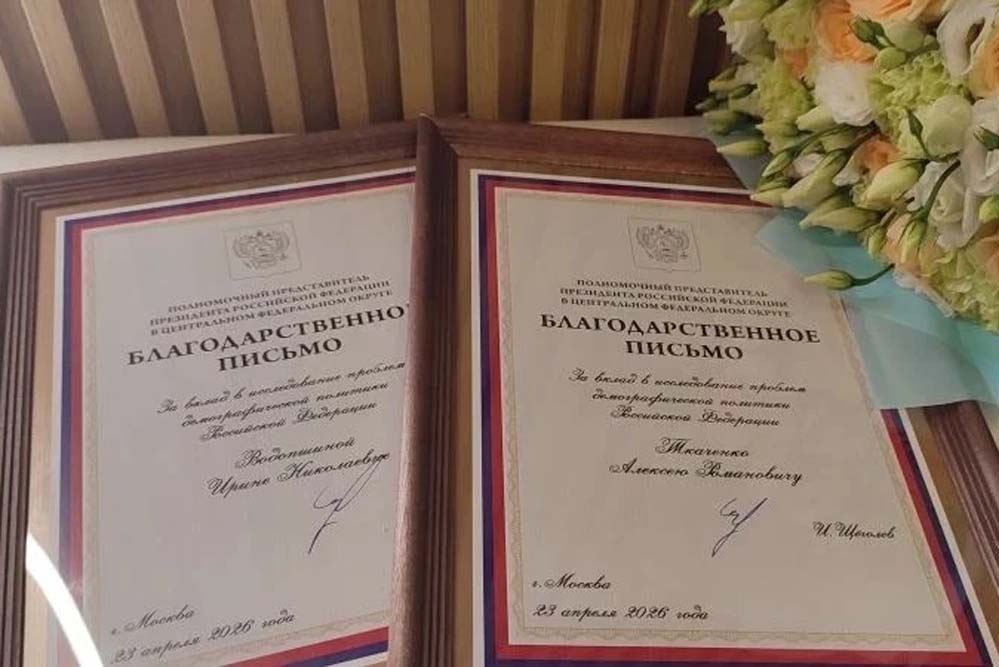 ПОЛНОМОЧНЫЙ ПРЕДСТАВИТЕЛЬ
ПРЕЗИДЕНТА РОССИЙСКОЙ ФЕДЕРАЦИИ
В ЦЕНТРАЛЬНОМ ФЕДЕРАЛЬНОМ ОКРУГЕ
БЛАГОДАРСТВЕННО
ПИСЬМО
За вклад в исследование проблем
демографической политики
Российской Федерации
Водопшиной
Ирине Николаевне
г. Москва
23 апреля 2026 года
ПОЛНОМОЧНЫЙ ПРЕДСТАВИТЕЛЬ
ПРЕЗИДЕНТА РОССИЙСКОЙ ФЕДЕРАЦИИ
В ЦЕНТРАЛЬНОМ ФЕДЕРАЛЬНОМ ОКРУГЕ
БЛАГОДАРСТВЕННОЕ
ПИСЬМО
За вклад в исследование проблем
демографической политики
Российской Федерации
Ткаченко
Алексею Романовичу
И. Щеголев
г. Москва
23 апреля 2026 года